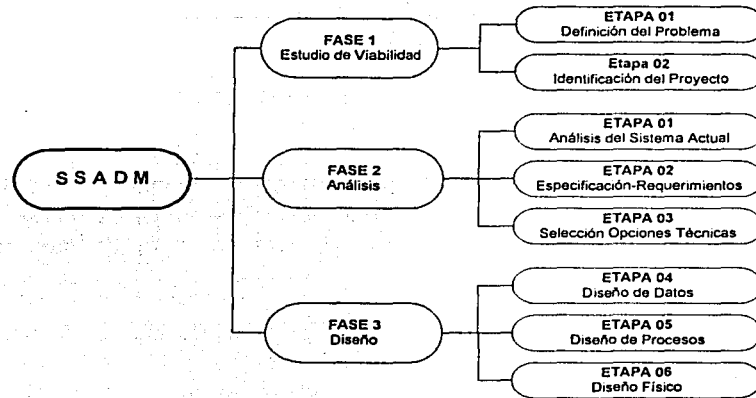 SSADM
FASE 1
Estudio de Viabilidad
ETAPA 01
Definición del Problema
Etapa 02
Identificación del Proyecto
FASE 2
Análisis
ETAPA 01
Análisis del Sistema Actual
ETAPA 02
Especificación-Requerimientos
ETAPA 03
Selección Opciones Técnicas
FASE 3
Diseño
ETAPA 04
Diseño de Datos
ETAPA 05
Diseño de Procesos
ETAPA 06
Diseño Físico